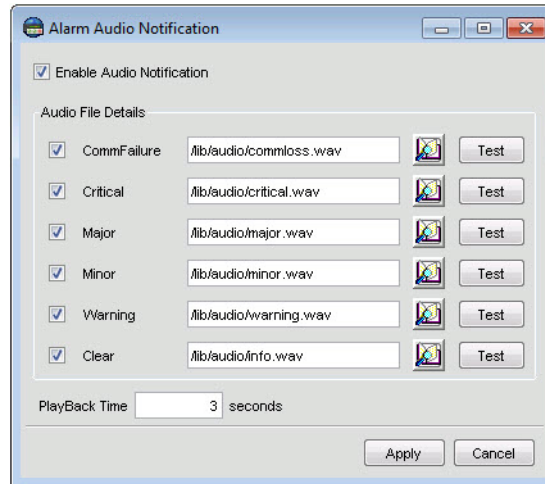 Alarm Audio Notification
Enable Audio Notification
Audio File Details
CommFailure /lib/audio/commloss.wav Test
Critical /lib/audio/critical.wav Test
Major /lib/audio/major.wav Test
Minor /lib/audio/minor.wav Test
Warning /lib/audio/warning.wav Test
Clear /lib/audio/info.wav Test
PlayBack Time 3 seconds
Apply Cancel